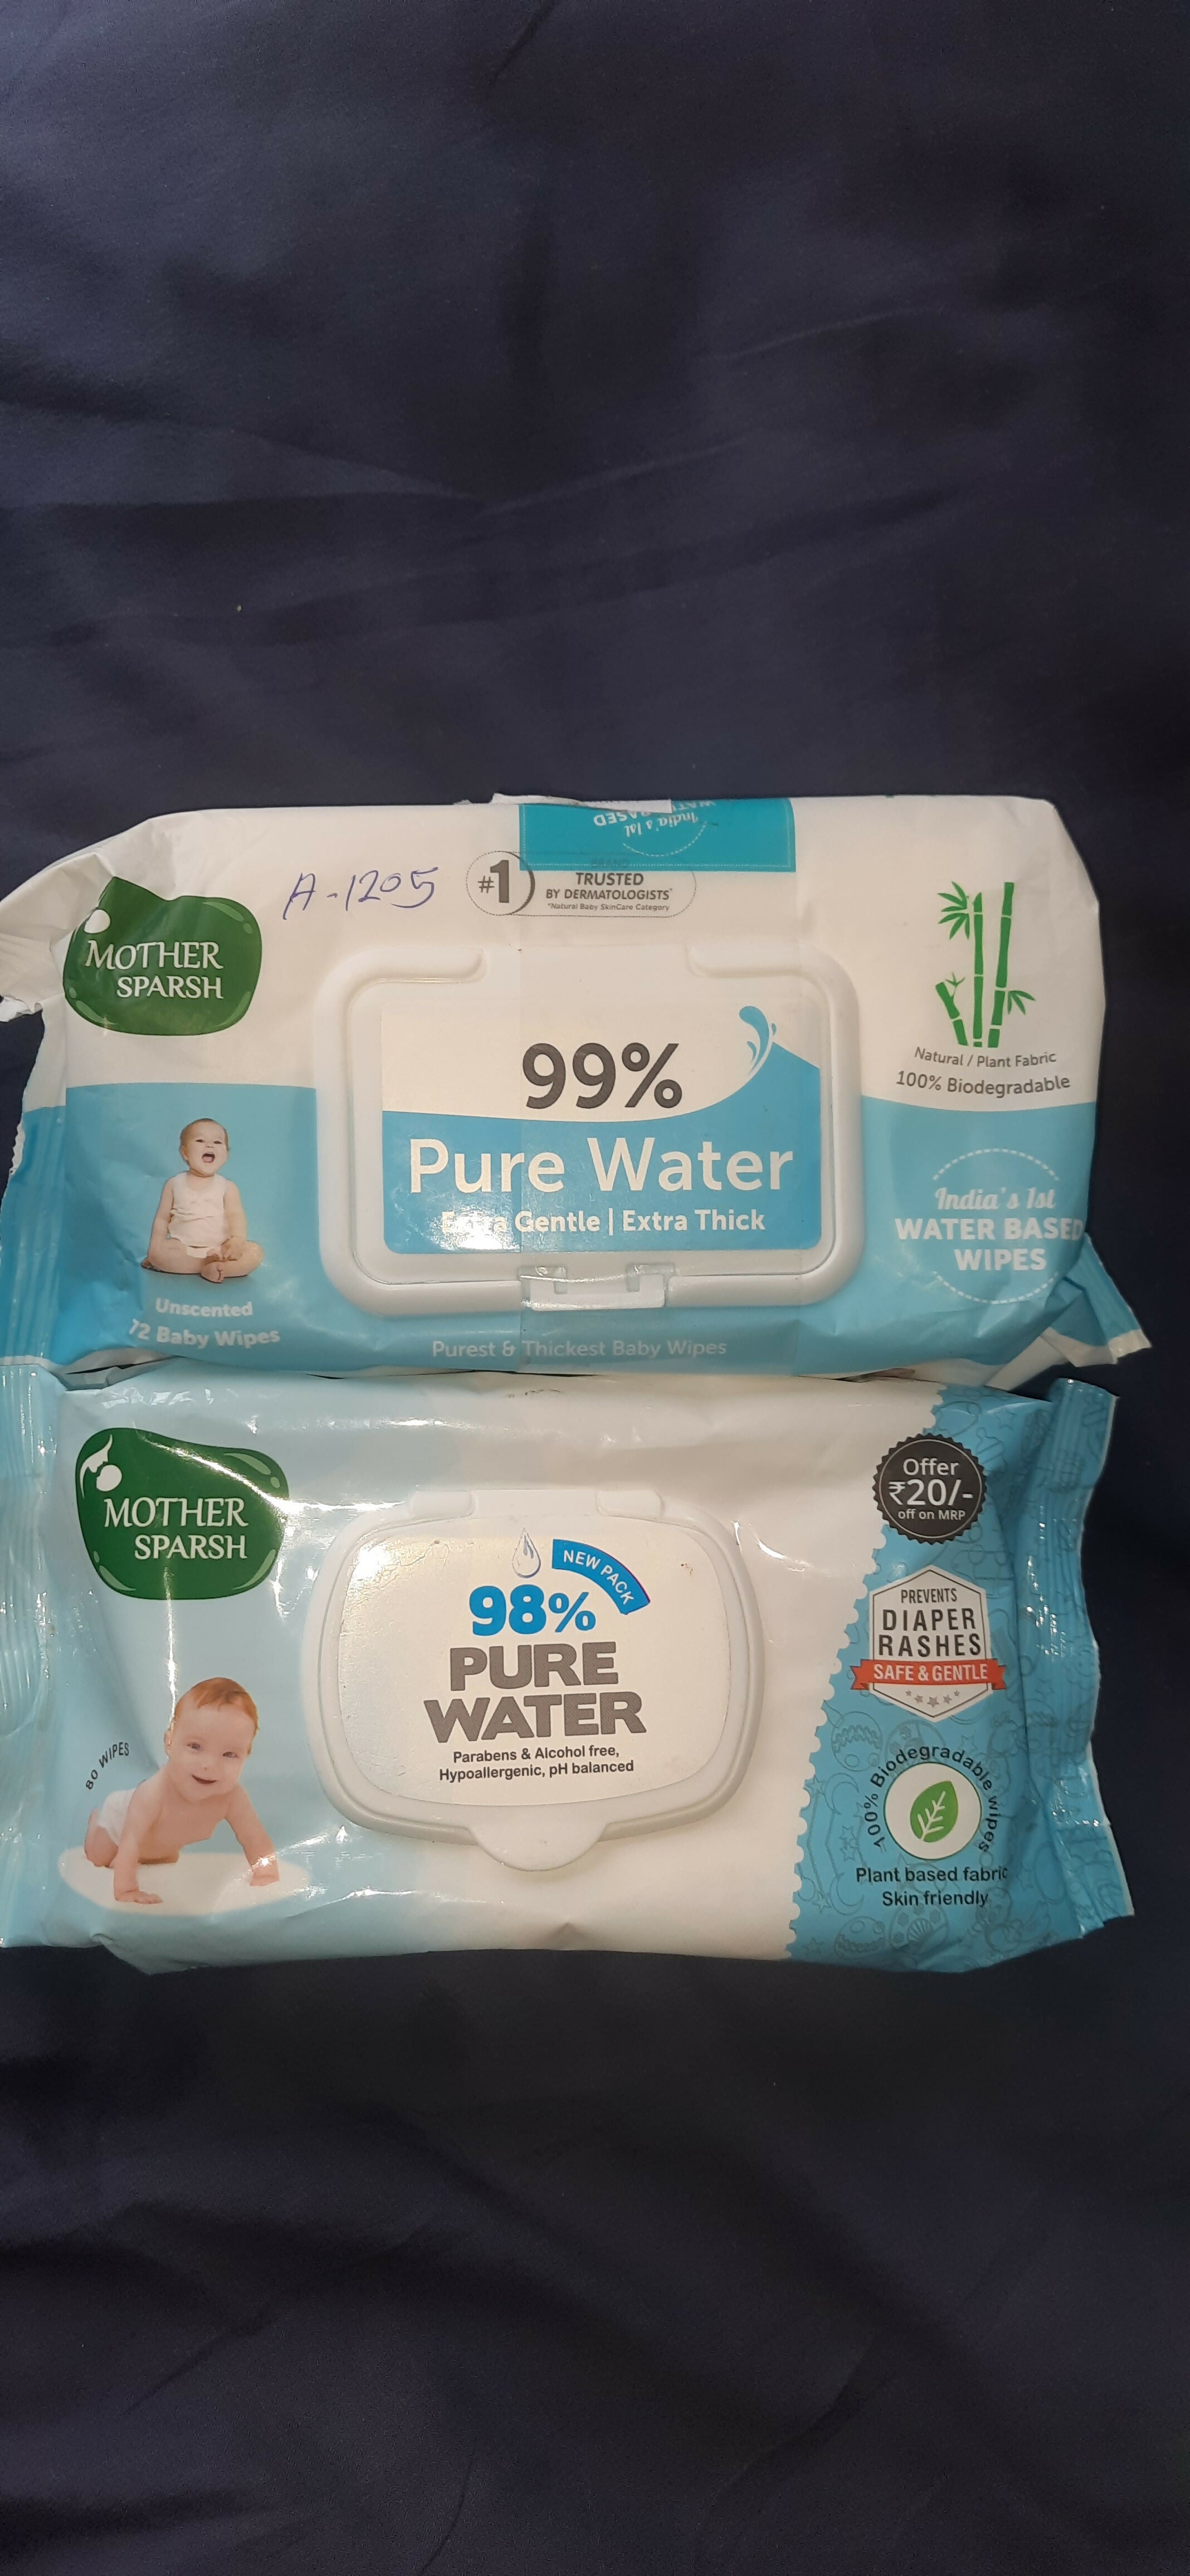 India's 1st
WATER BASED
A-1205
#1
TRUSTED
BY DERMATOLOGISTS*
*Natural Baby SkinCare Category
MOTHER
SPARSH
99%
Pure Water
Extra Gentle | Extra Thick
Natural / Plant Fabric
100% Biodegradable
India's 1st
WATER BASED
WIPES
Unscented
72 Baby Wipes
Purest & Thickest Baby Wipes
MOTHER
SPARSH
NEW PACK
98%
PURE
WATER
Parabens & Alcohol free,
Hypoallergenic, pH balanced
80 WIPES
Offer
₹20/-
off on MRP
PREVENTS
DIAPER
RASHES
SAFE & GENTLE
100% Biodegradable wipes
Plant based fabric
Skin friendly